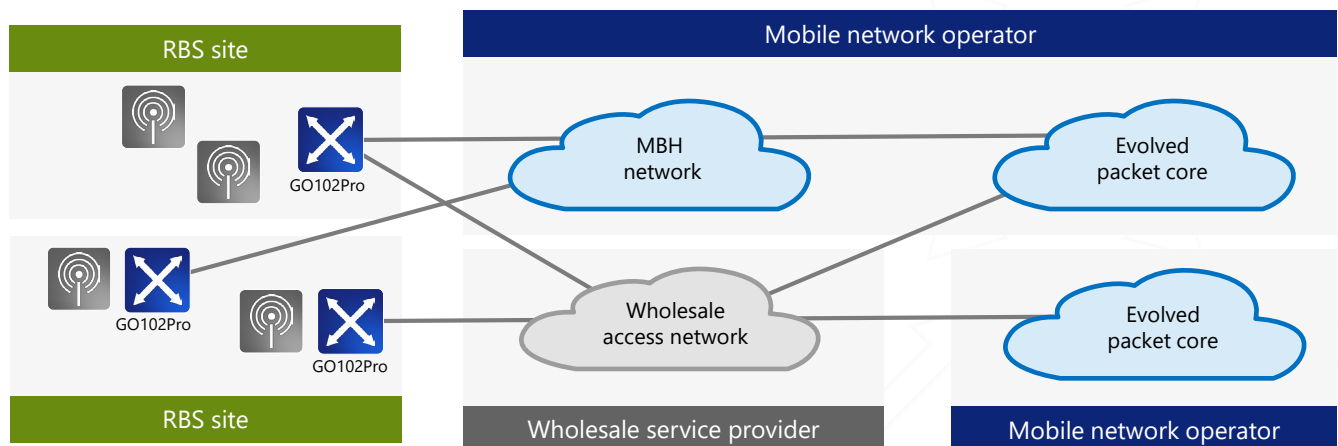 RBS site
Mobile network operator
GO102Pro
MBH
network
Evolved
packet core
GO102Pro
GO102Pro
Wholesale
access network
Evolved
packet core
RBS site
Wholesale service provider
Mobile network operator